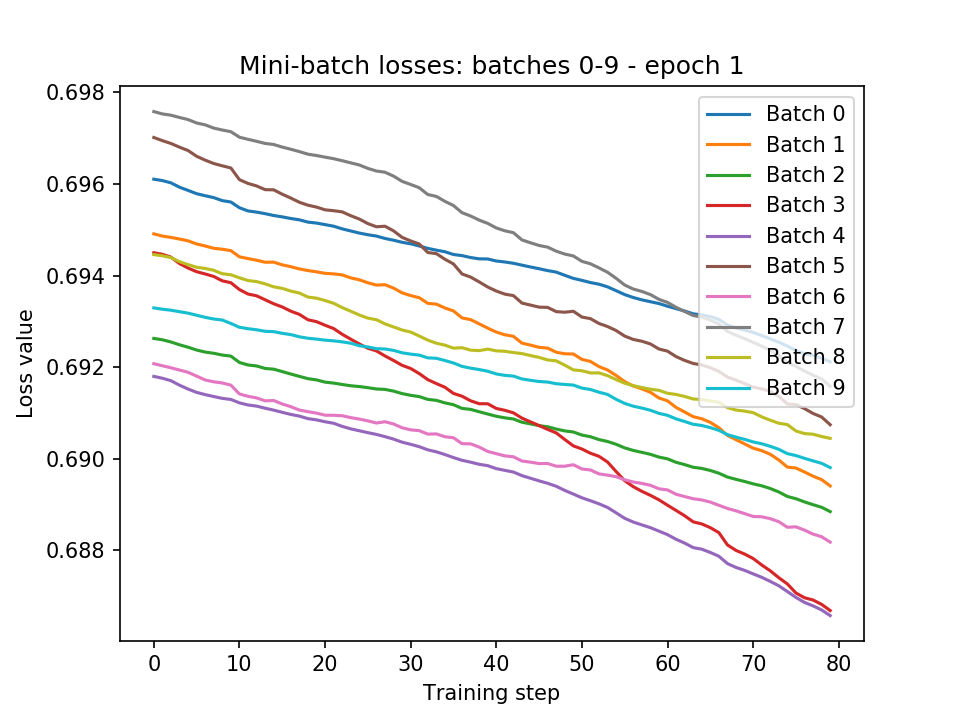 Mini-batch losses: batches 0-9 - epoch 1
0.698
0.696
0.694
0.692
0.690
0.688
Loss value
Batch 0
Batch 1
Batch 2
Batch 3
Batch 4
Batch 5
Batch 6
Batch 7
Batch 8
Batch 9
0 10 20 30 40 50 60 70 80
Training step